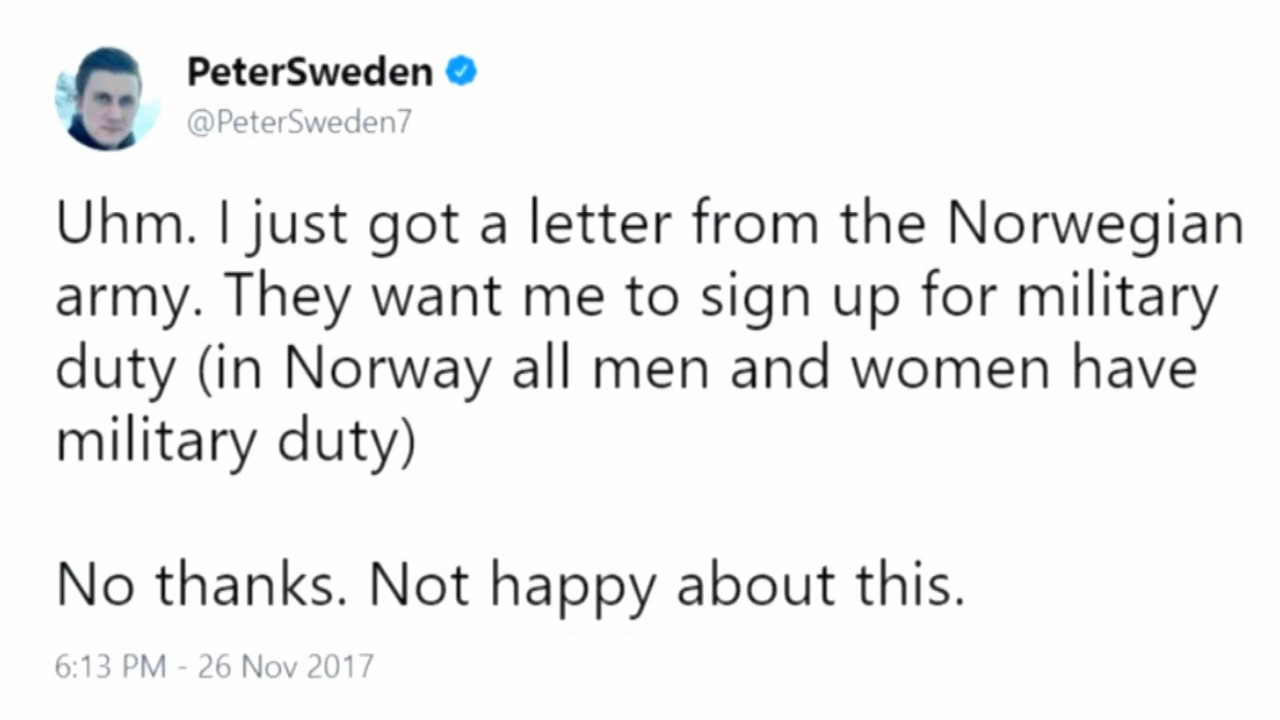 PeterSweden
@PeterSweden7
Uhm. I just got a letter from the Norwegian
army. They want me to sign up for military
duty (in Norway all men and women have
military duty)
No thanks. Not happy about this.
6:13 PM - 26 Nov 2017